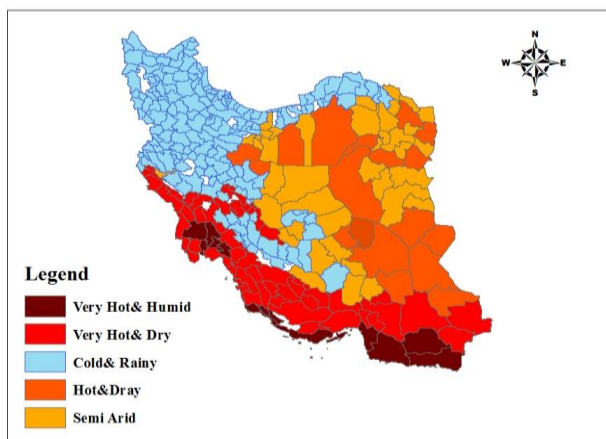 N
W E
S
Legend
Very Hot& Humid
Very Hot& Dry
Cold& Rainy
Hot&Dray
Semi Arid